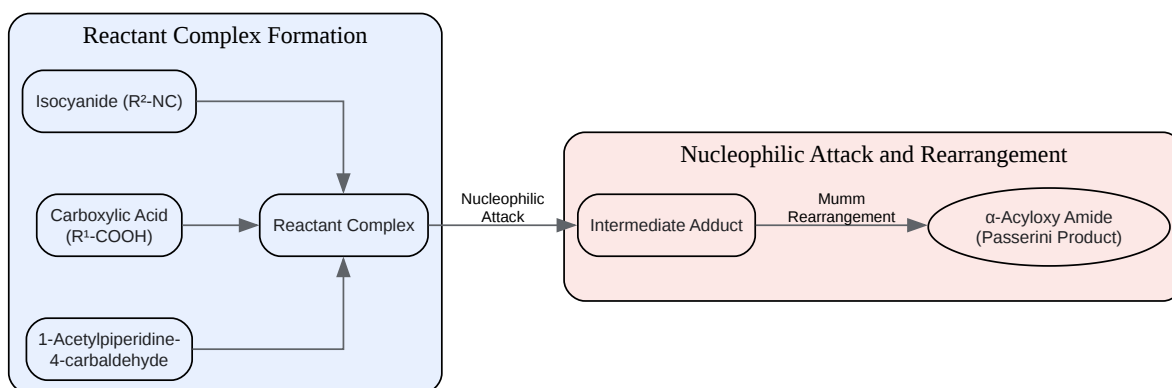 Reactant Complex Formation
Isocyanide (R²-NC)
Carboxylic Acid
(R¹-COOH)
1-Acetylpiperidine-
4-carbaldehyde
Reactant Complex
Nucleophilic
Attack
Nucleophilic Attack and Rearrangement
Intermediate Adduct
Mumm
Rearrangement
α-Acyloxy Amide
(Passerini Product)